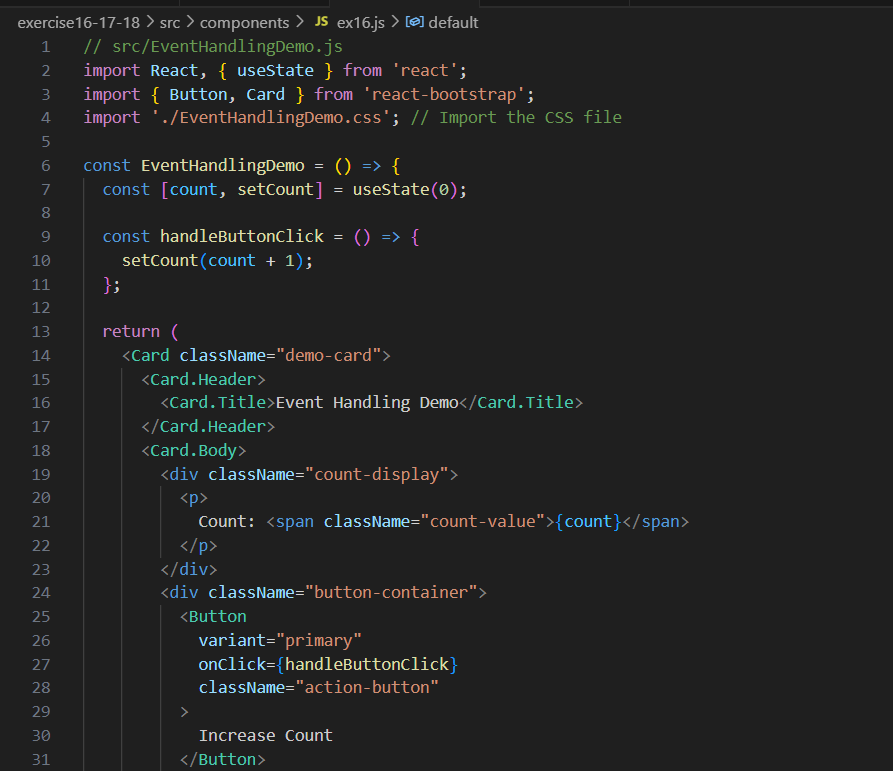 exercise16-17-18 > src > components > JS ex16.js > default
1 // src/EventHandlingDemo.js
2 import React, { useState } from 'react';
3 import { Button, Card } from 'react-bootstrap';
4 import './EventHandlingDemo.css'; // Import the CSS file
5
6 const EventHandlingDemo = () => {
7   const [count, setCount] = useState(0);
8
9   const handleButtonClick = () => {
10     setCount(count + 1);
11   };
12
13   return (
14     <Card className="demo-card">
15       <Card.Header>
16         <Card.Title>Event Handling Demo</Card.Title>
17       </Card.Header>
18       <Card.Body>
19         <div className="count-display">
20           <p>
21             Count: <span className="count-value">{count}</span>
22           </p>
23         </div>
24         <div className="button-container">
25           <Button
26             variant="primary"
27             onClick={handleButtonClick}
28             className="action-button"
29           >
30             Increase Count
31           </Button>